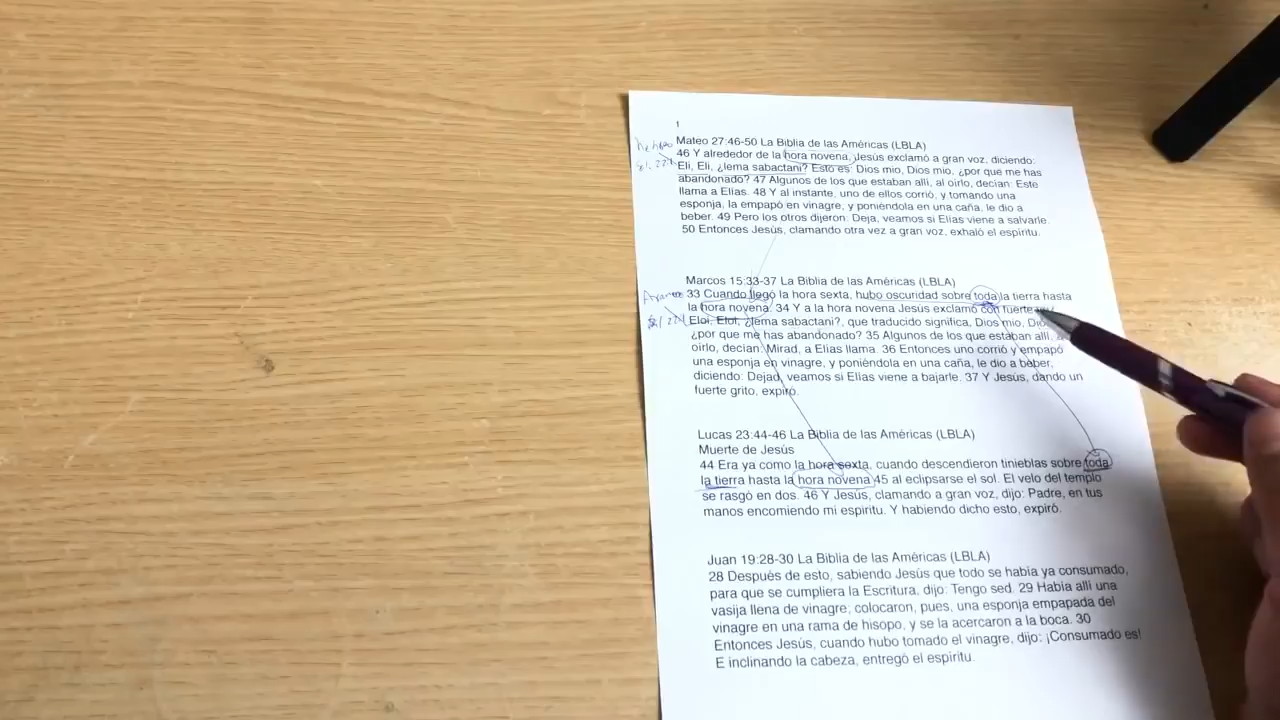 1
Mateo 27:46-50 La Biblia de las Américas (LBLA)
46 Y alrededor de la hora novena, Jesús exclamó a gran voz, diciendo:
Elí, Elí, ¿lema sabactani? Esto es: Dios mío, Dios mío, ¿por qué me has
abandonado? 47 Algunos de los que estaban allí, al oírlo, decían: Este
llama a Elías. 48 Y al instante, uno de ellos corrió, y tomando una
esponja, la empapó en vinagre, y poniéndola en una caña, le dio a
beber. 49 Pero los otros dijeron: Deja, veamos si Elías viene a salvarle.
50 Entonces Jesús, clamando otra vez a gran voz, exhaló el espíritu.
Marcos 15:33-37 La Biblia de las Américas (LBLA)
33 Cuando llegó la hora sexta, hubo oscuridad sobre toda la tierra hasta
la hora novena. 34 Y a la hora novena Jesús exclamó con fuerte
Eloi, Eloi, ¿lema sabactani?, que traducido significa, Dios mío,
¿por qué me has abandonado? 35 Algunos de los que estaban allí,
oírlo, decían: Mirad, a Elías llama. 36 Entonces uno corrió y empapó
una esponja en vinagre, y poniéndola en una caña, le dio a beber,
diciendo: Dejad, veamos si Elías viene a bajarle. 37 Y Jesús, dando un
fuerte grito, expiró.
Lucas 23:44-46 La Biblia de las Américas (LBLA)
Muerte de Jesús
44 Era ya como la hora sexta, cuando descendieron tinieblas sobre toda
la tierra hasta la hora novena 45 al eclipsarse el sol. El velo del templo
se rasgó en dos. 46 Y Jesús, clamando a gran voz, dijo: Padre, en tus
manos encomiendo mi espíritu. Y habiendo dicho esto, expiró.
Juan 19:28-30 La Biblia de las Américas (LBLA)
28 Después de esto, sabiendo Jesús que todo se había ya consumado,
para que se cumpliera la Escritura, dijo: Tengo sed. 29 Había allí una
vasija llena de vinagre; colocaron, pues, una esponja empapada del
vinagre en una rama de hisopo, y se la acercaron a la boca. 30
Entonces Jesús, cuando hubo tomado el vinagre, dijo: ¡Consumado es!
E inclinando la cabeza, entregó el espíritu.